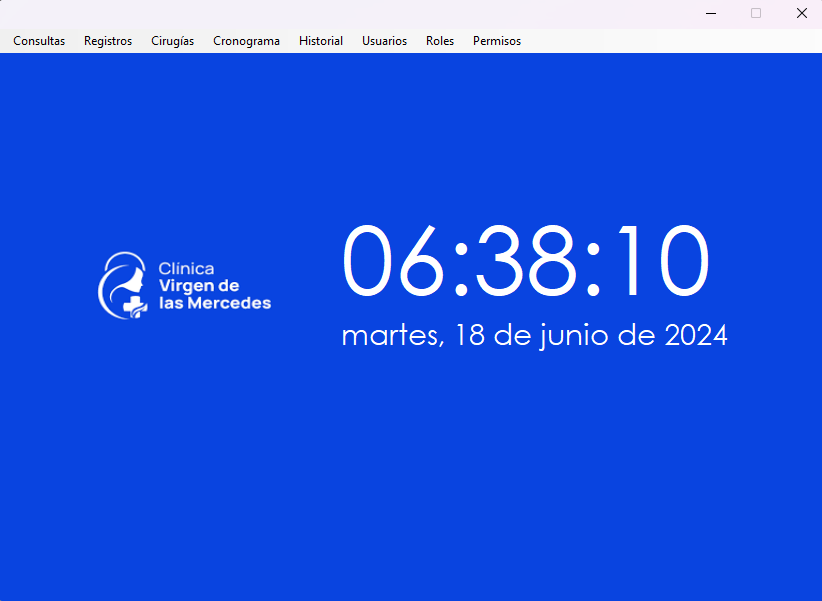 Consultas Registros Cirugías Cronograma Historial Usuarios Roles Permisos
06:38:10
Clínica
Virgen de
las Mercedes
martes, 18 de junio de 2024